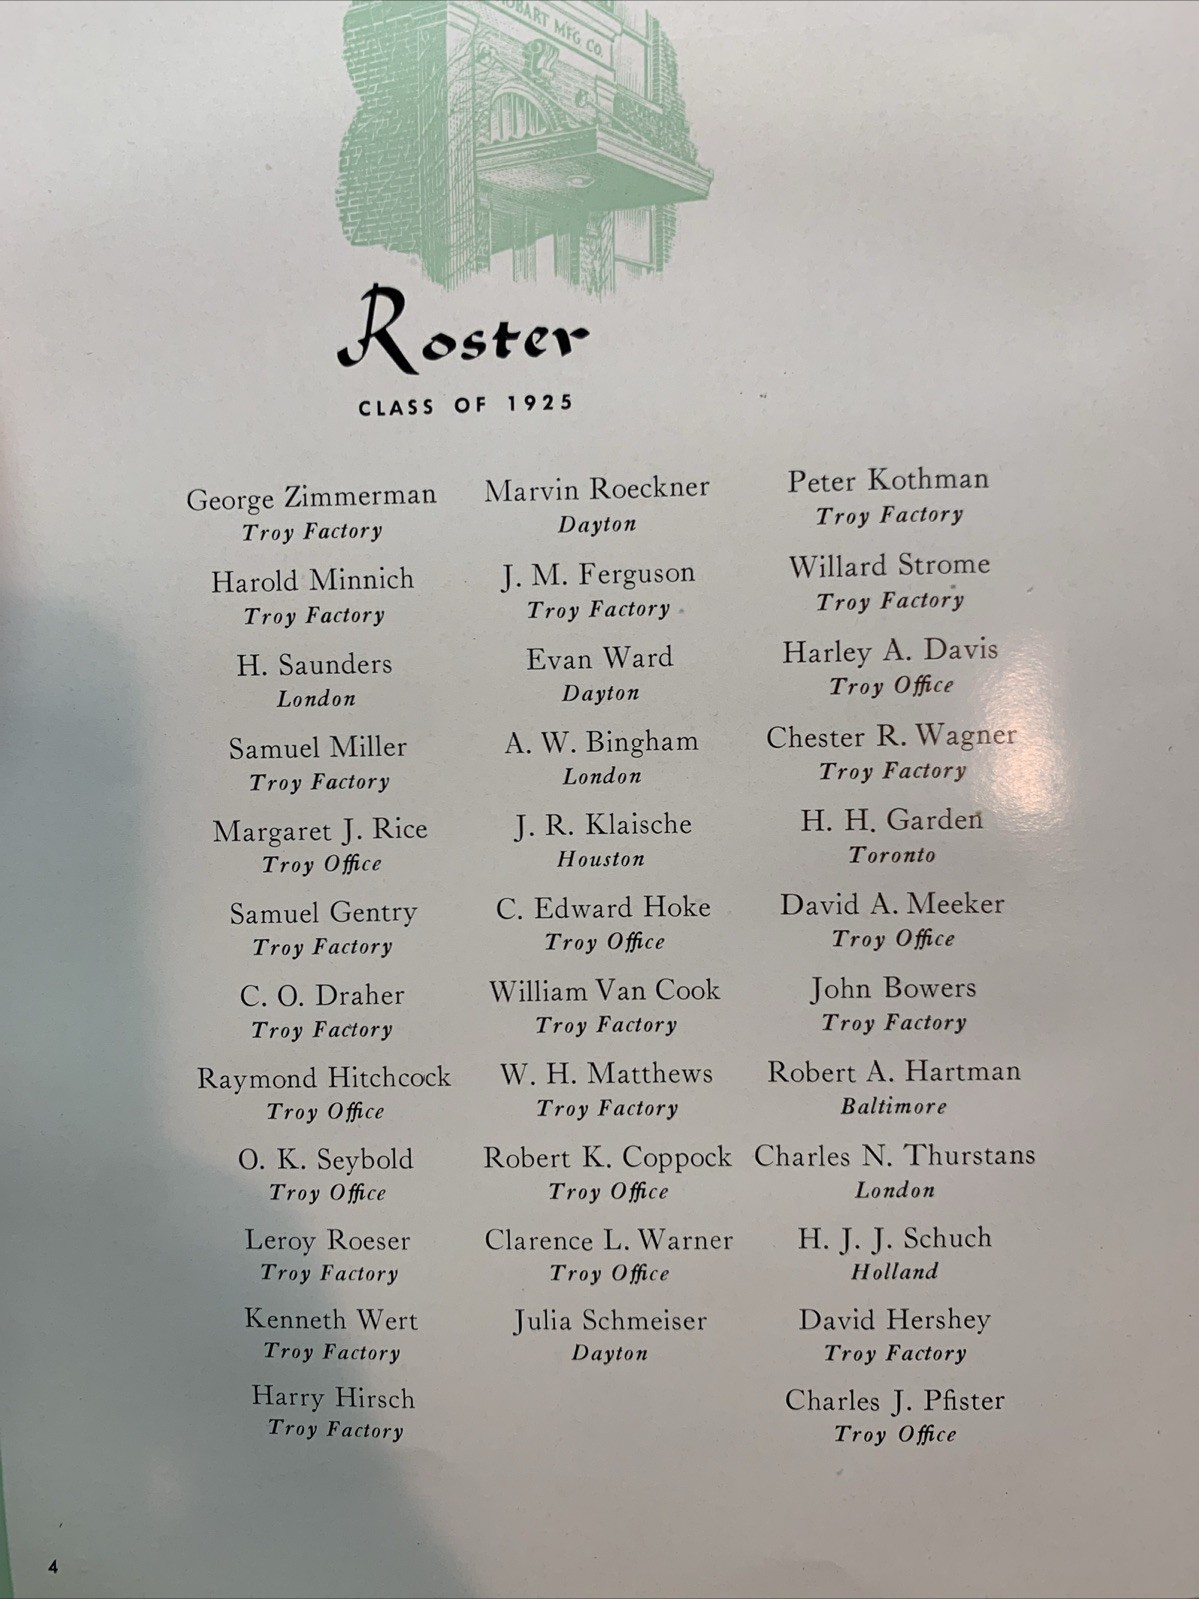 OBART MFG CO.
Roster
CLASS OF 1925
George Zimmerman
Troy Factory
Harold Minnich
Troy Factory
H. Saunders
London
Samuel Miller
Troy Factory
Margaret J. Rice
Troy Office
Samuel Gentry
Troy Factory
C. O. Draher
Troy Factory
Raymond Hitchcock
Troy Office
O. K. Seybold
Troy Office
Leroy Roeser
Troy Factory
Kenneth Wert
Troy Factory
Harry Hirsch
Troy Factory
Marvin Roeckner
Dayton
J. M. Ferguson
Troy Factory
Evan Ward
Dayton
A. W. Bingham
London
J. R. Klaische
Houston
C. Edward Hoke
Troy Office
William Van Cook
Troy Factory
W. H. Matthews
Troy Factory
Robert K. Coppock
Troy Office
Clarence L. Warner
Troy Office
Julia Schmeiser
Dayton
Peter Kothman
Troy Factory
Willard Strome
Troy Factory
Harley A. Davis
Troy Office
Chester R. Wagner
Troy Factory
H. H. Garden
Toronto
David A. Meeker
Troy Office
John Bowers
Troy Factory
Robert A. Hartman
Baltimore
Charles N. Thurstans
London
H. J. J. Schuch
Holland
David Hershey
Troy Factory
Charles J. Pfister
Troy Office
4